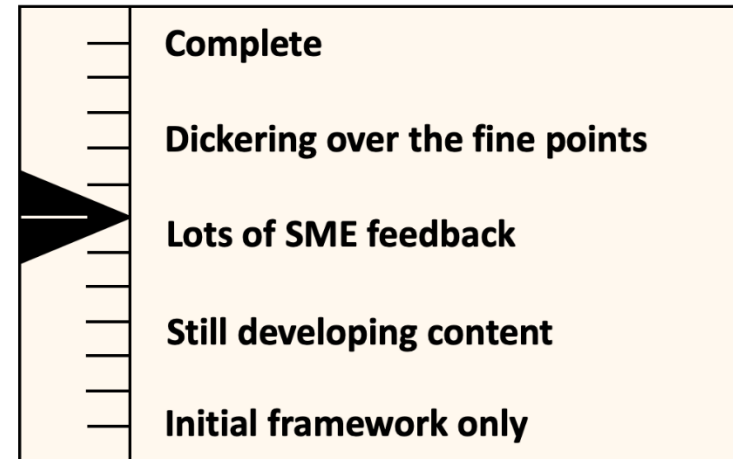 Complete
Dickering over the fine points
Lots of SME feedback
Still developing content
Initial framework only